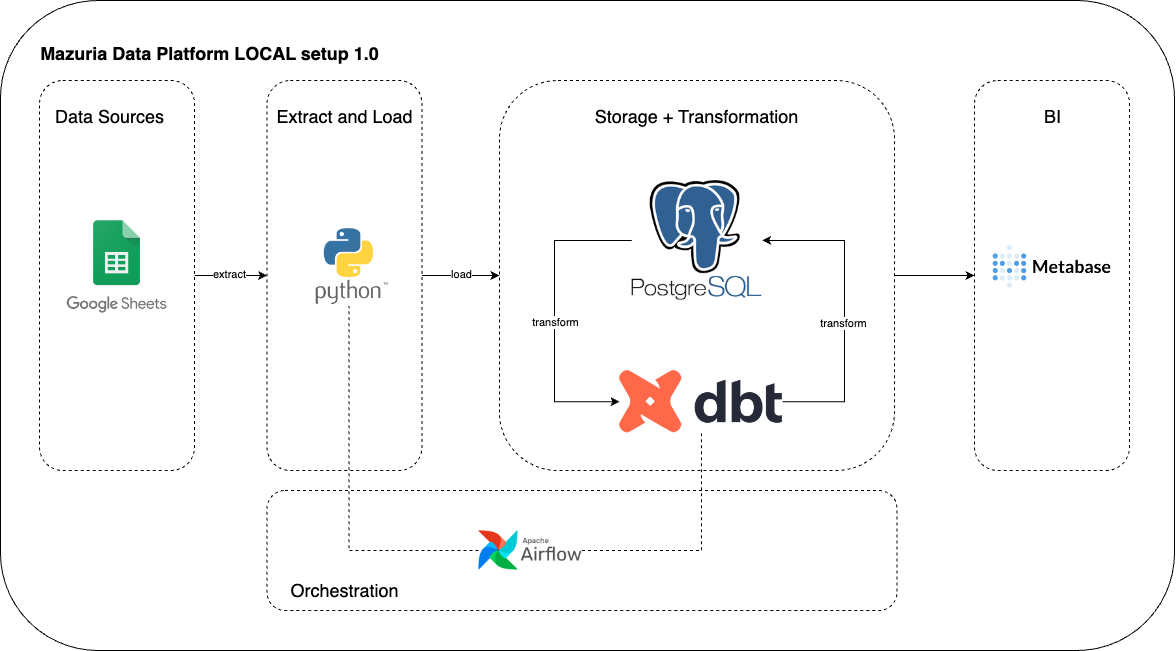 Mazuria Data Platform LOCAL setup 1.0
Data Sources
Extract and Load
Storage + Transformation
BI
Google Sheets
extract
python™
load
PostgreSQL
transform
transform
dbt
Metabase
Apache
Airflow
Orchestration